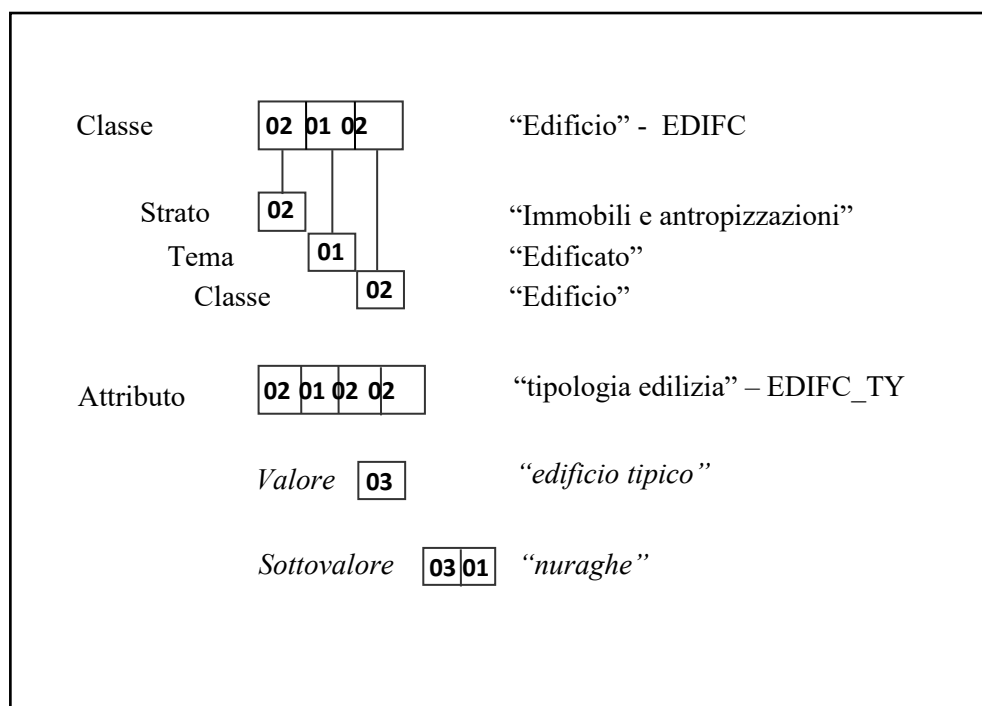 Classe 02 01 02 “Edificio” - EDIFC
Strato 02 “Immobili e antropizzazioni”
Tema 01 “Edificato”
Classe 02 “Edificio”
Attributo 02 01 02 02 “tipologia edilizia” – EDIFC_TY
Valore 03 “edificio tipico”
Sottovalore 03 01 “nuraghe”